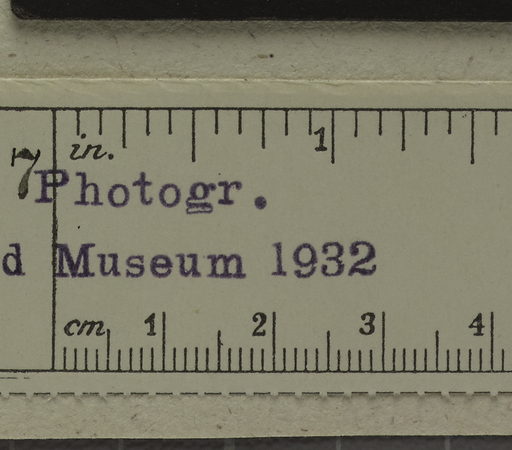 in. 1
7 Photogr.
d Museum 1932
cm 1 2 3 4